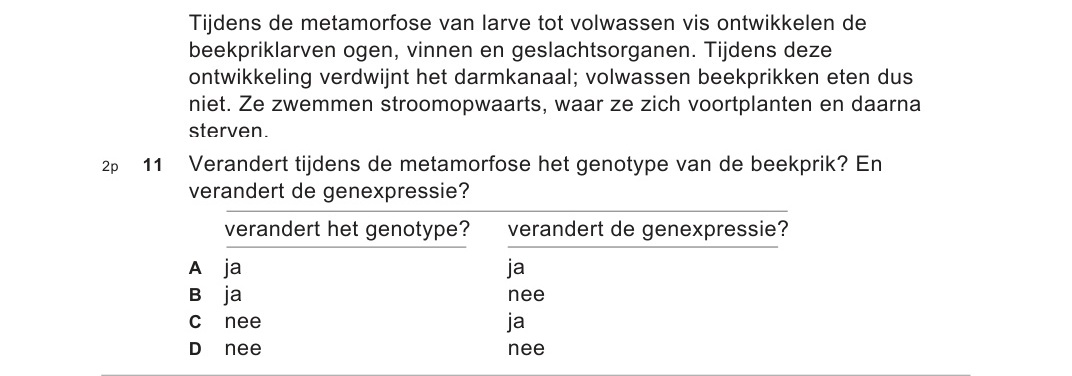 Tijdens de metamorfose van larve tot volwassen vis ontwikkelen de
beekpriklarven ogen, vinnen en geslachtsorganen. Tijdens deze
ontwikkeling verdwijnt het darmkanaal; volwassen beekprikken eten dus
niet. Ze zwemmen stroomopwaarts, waar ze zich voortplanten en daarna
sterven.
2p 11 Verandert tijdens de metamorfose het genotype van de beekprik? En
verandert de genexpressie?
verandert het genotype? verandert de genexpressie?
A ja ja
B ja nee
C nee ja
D nee nee